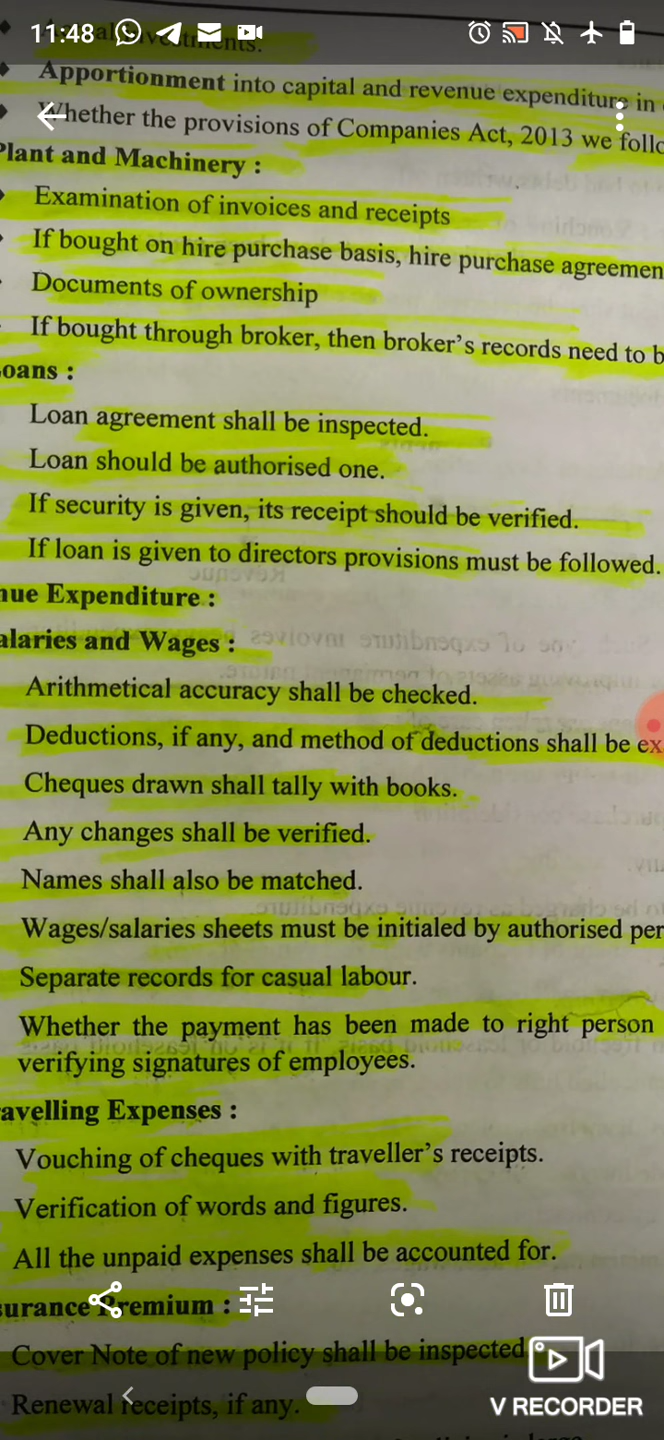 11:48
Apportionment into capital and revenue expenditure in
Whether the provisions of Companies Act, 2013 we follo
Plant and Machinery :
Examination of invoices and receipts
If bought on hire purchase basis, hire purchase agreemen
Documents of ownership
If bought through broker, then broker's records need to b
oans :
Loan agreement shall be inspected.
Loan should be authorised one.
If security is given, its receipt should be verified.
If loan is given to directors provisions must be followed.
nue Expenditure :
alaries and Wages :
Arithmetical accuracy shall be checked.
Deductions, if any, and method of deductions shall be ex
Cheques drawn shall tally with books.
Any changes shall be verified.
Names shall also be matched.
Wages/salaries sheets must be initialed by authorised per
Separate records for casual labour.
Whether the payment has been made to right person
verifying signatures of employees.
avelling Expenses :
Vouching of cheques with traveller's receipts.
Verification of words and figures.
All the unpaid expenses shall be accounted for.
surance Premium :
Cover Note of new policy shall be inspected
Renewal receipts, if any.
V RECORDER